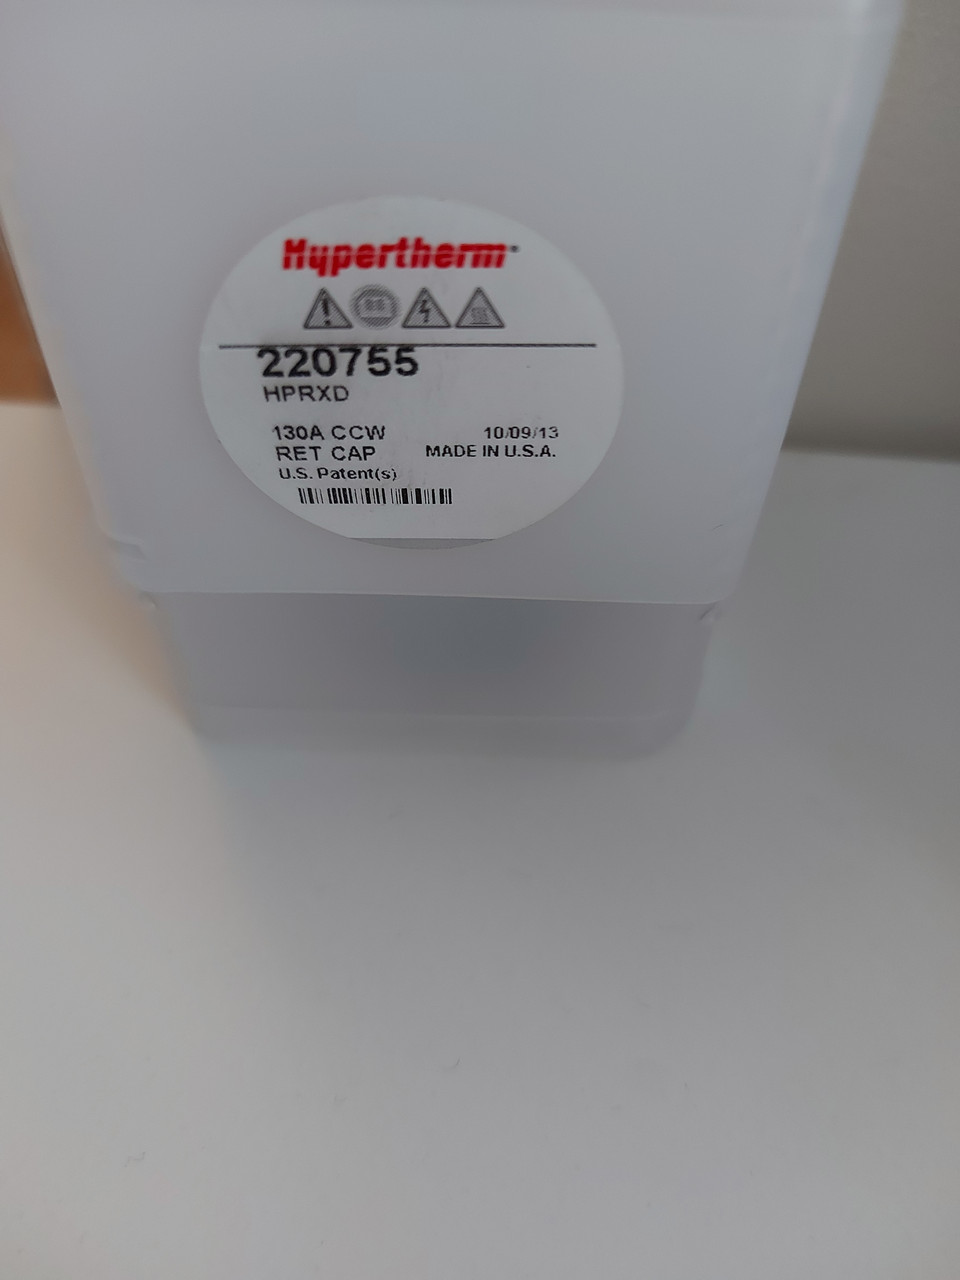 Hypertherm®
220755
HPRXD
130A CCW 10/09/13
RET CAP MADE IN U.S.A.
U.S. Patent(s)